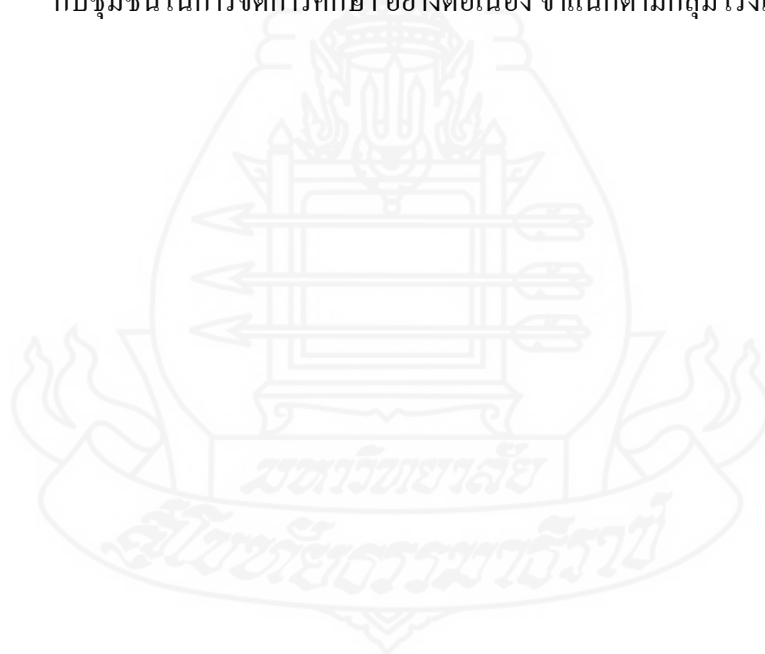 กับชุมชนในการจัดการศึกษา อย่างต่อเนื่อง จำแนกตามกลุ่ม
มหาวิทยาลัย
สุโขทัยธรรมาธิราช